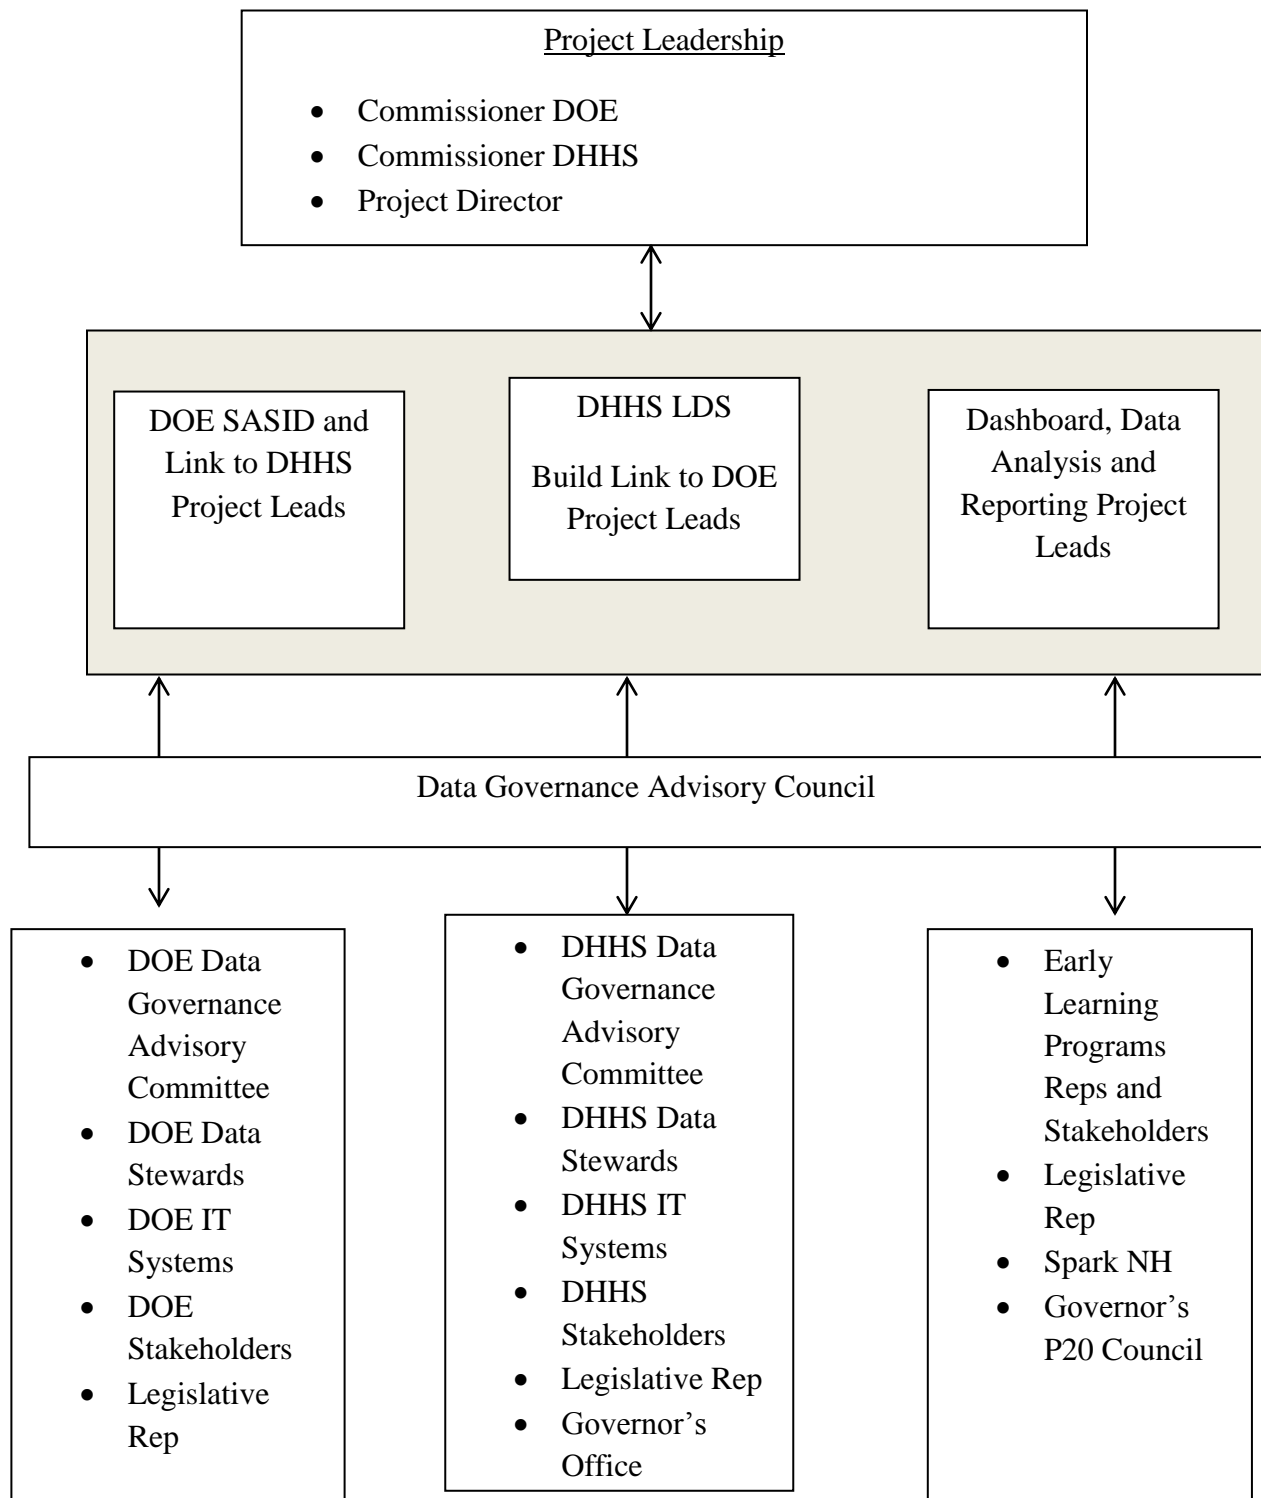 Project Leadership
• Commissioner DOE
• Commissioner DHHS
• Project Director
DOE SASID and
Link to DHHS
Project Leads
DHHS LDS
Build Link to DOE
Project Leads
Dashboard, Data
Analysis and
Reporting Project
Leads
Data Governance Advisory Council
• DOE Data
Governance
Advisory
Committee
• DOE Data
Stewards
• DOE IT
Systems
• DOE
Stakeholders
• Legislative
Rep
• DHHS Data
Governance
Advisory
Committee
• DHHS Data
Stewards
• DHHS IT
Systems
• DHHS
Stakeholders
• Legislative Rep
• Governor’s
Office
• Early
Learning
Programs
Reps and
Stakeholders
• Legislative
Rep
• Spark NH
• Governor’s
P20 Council